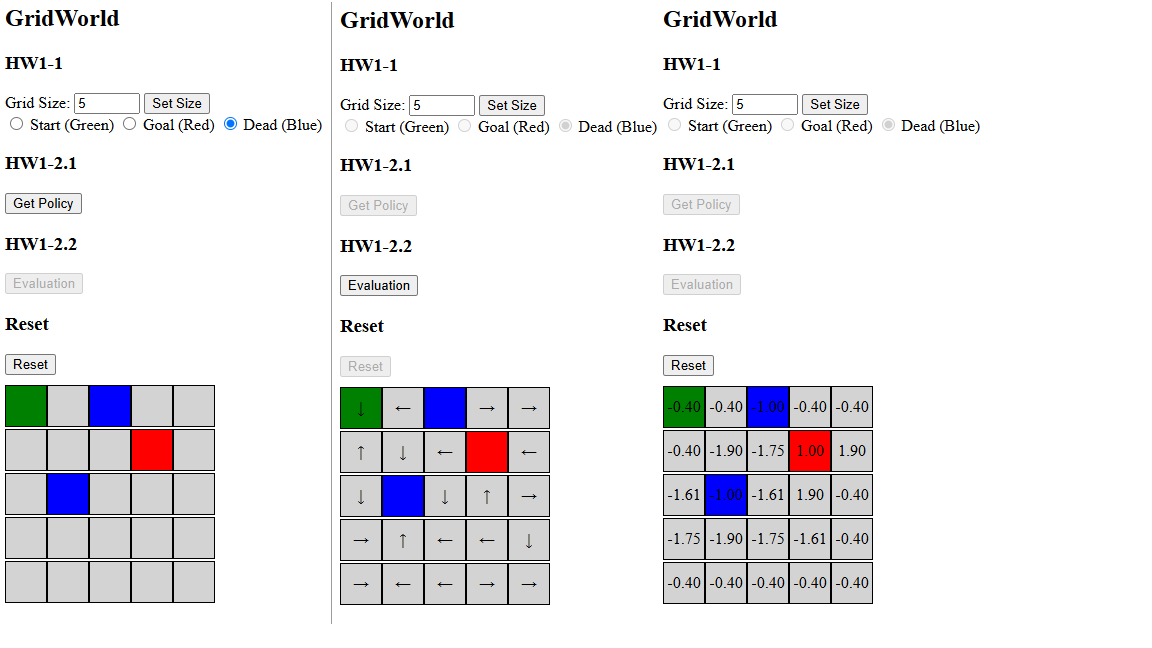 GridWorld
HW1-1
Grid Size: 5 Set Size
Start (Green) Goal (Red) Dead (Blue)
HW1-2.1
Get Policy
HW1-2.2
Evaluation
Reset
Reset
GridWorld
HW1-1
Grid Size: 5 Set Size
Start (Green) Goal (Red) Dead (Blue)
HW1-2.1
Get Policy
HW1-2.2
Evaluation
Reset
Reset
↓ ← → →
↑ ↓ ← ←
↓ ↓ ↑ →
→ ↑ ← ← ↓
→ ← ← → →
GridWorld
HW1-1
Grid Size: 5 Set Size
Start (Green) Goal (Red) Dead (Blue)
HW1-2.1
Get Policy
HW1-2.2
Evaluation
Reset
Reset
-0.40 -0.40 -1.00 -0.40 -0.40
-0.40 -1.90 -1.75 1.00 1.90
-1.61 -1.00 -1.61 1.90 -0.40
-1.75 -1.90 -1.75 -1.61 -0.40
-0.40 -0.40 -0.40 -0.40 -0.40